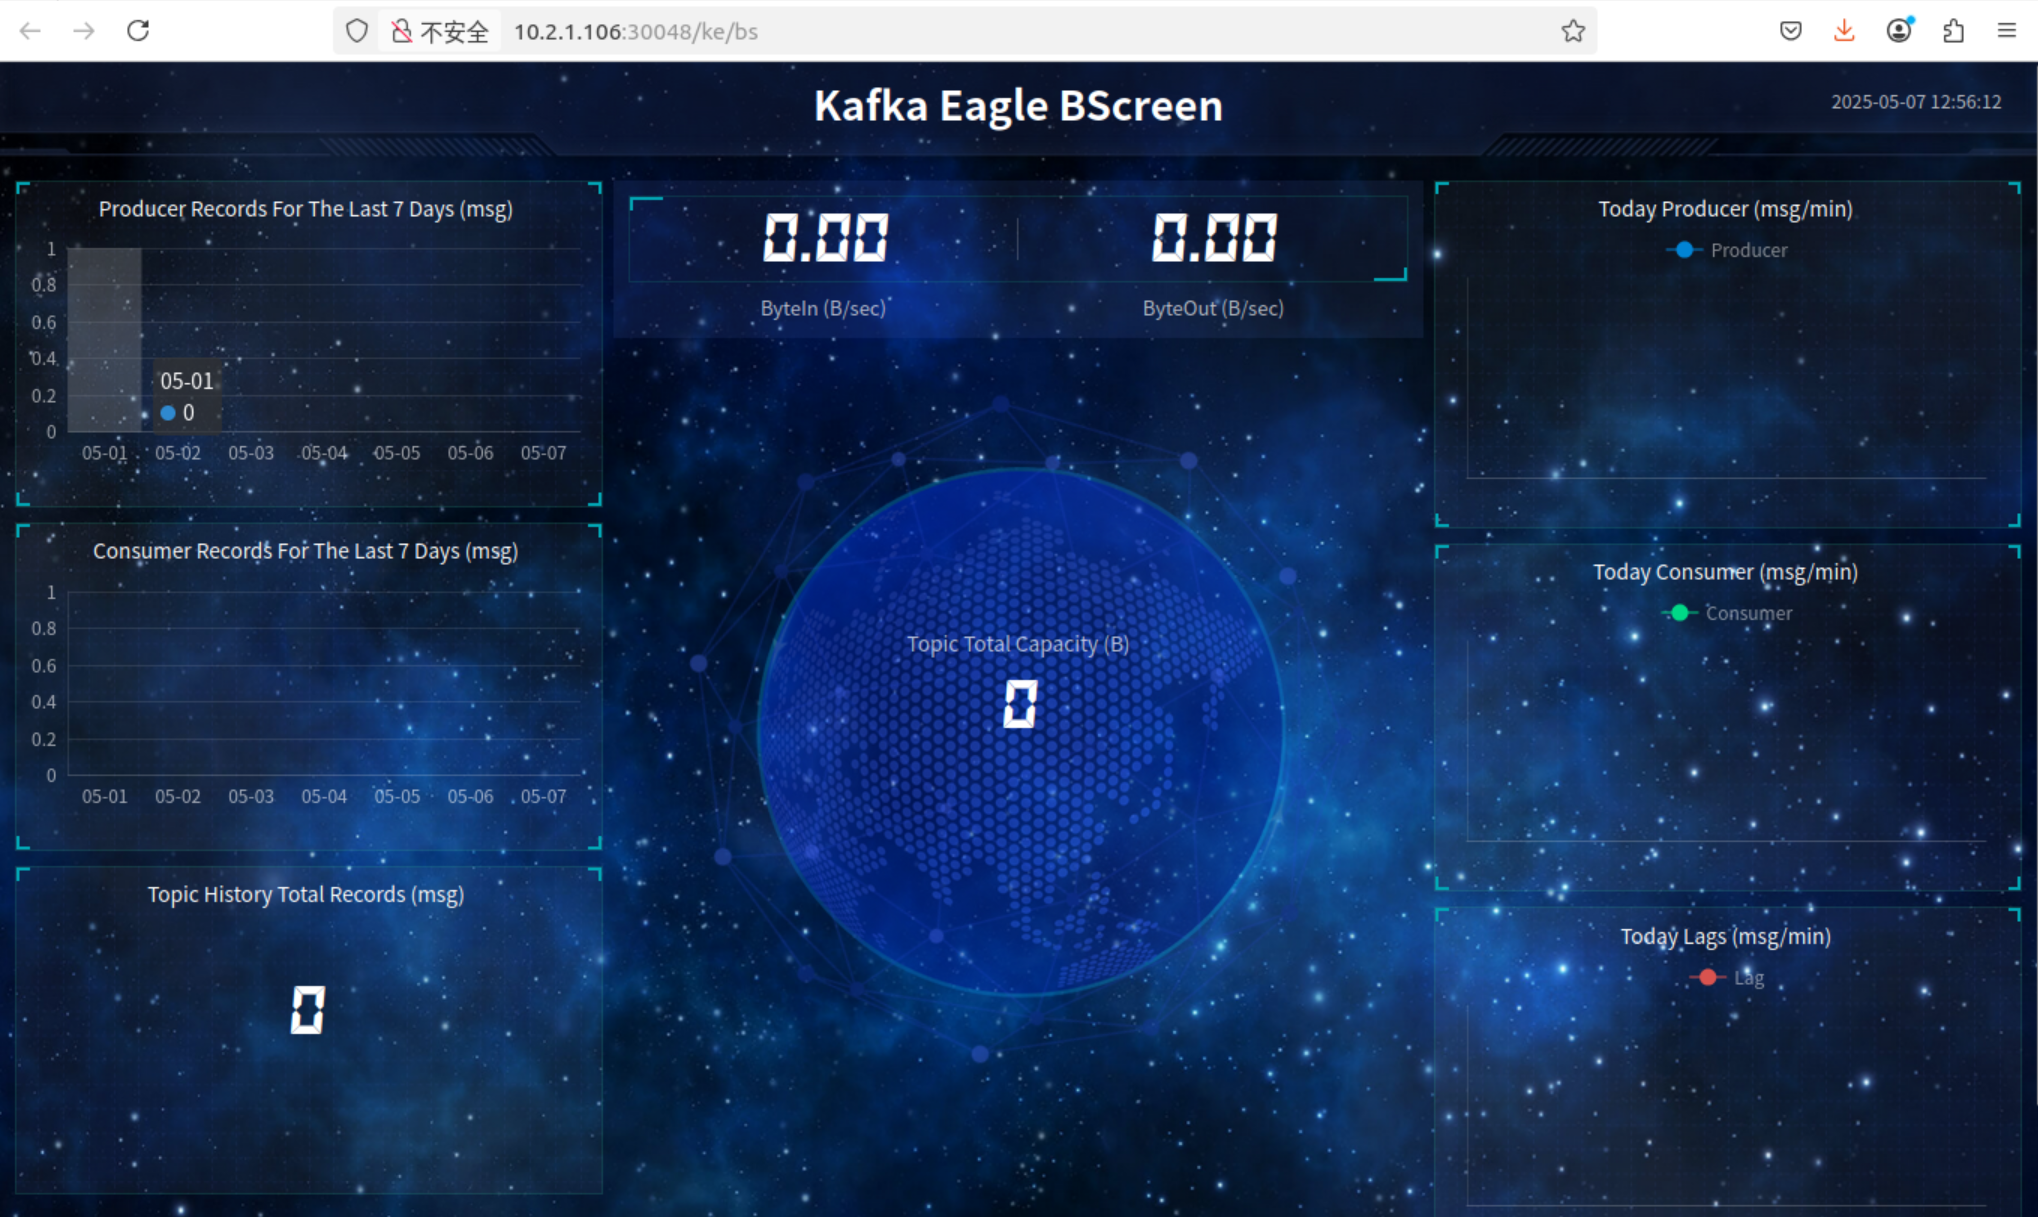 不安全 10.2.1.106:30048/ke/bs
Kafka Eagle BScreen
2025-05-07 12:56:12
Producer Records For The Last 7 Days (msg)
1
0.8
0.6
0.4
0.2
0
05-01
0
05-01 05-02 05-03 05-04 05-05 05-06 05-07
Consumer Records For The Last 7 Days (msg)
1
0.8
0.6
0.4
0.2
0
05-01 05-02 05-03 05-04 05-05 05-06 05-07
Topic History Total Records (msg)
0
0.00 0.00
ByteIn (B/sec) ByteOut (B/sec)
Topic Total Capacity (B)
0
Today Producer (msg/min)
Producer
Today Consumer (msg/min)
Consumer
Today Lags (msg/min)
Lag